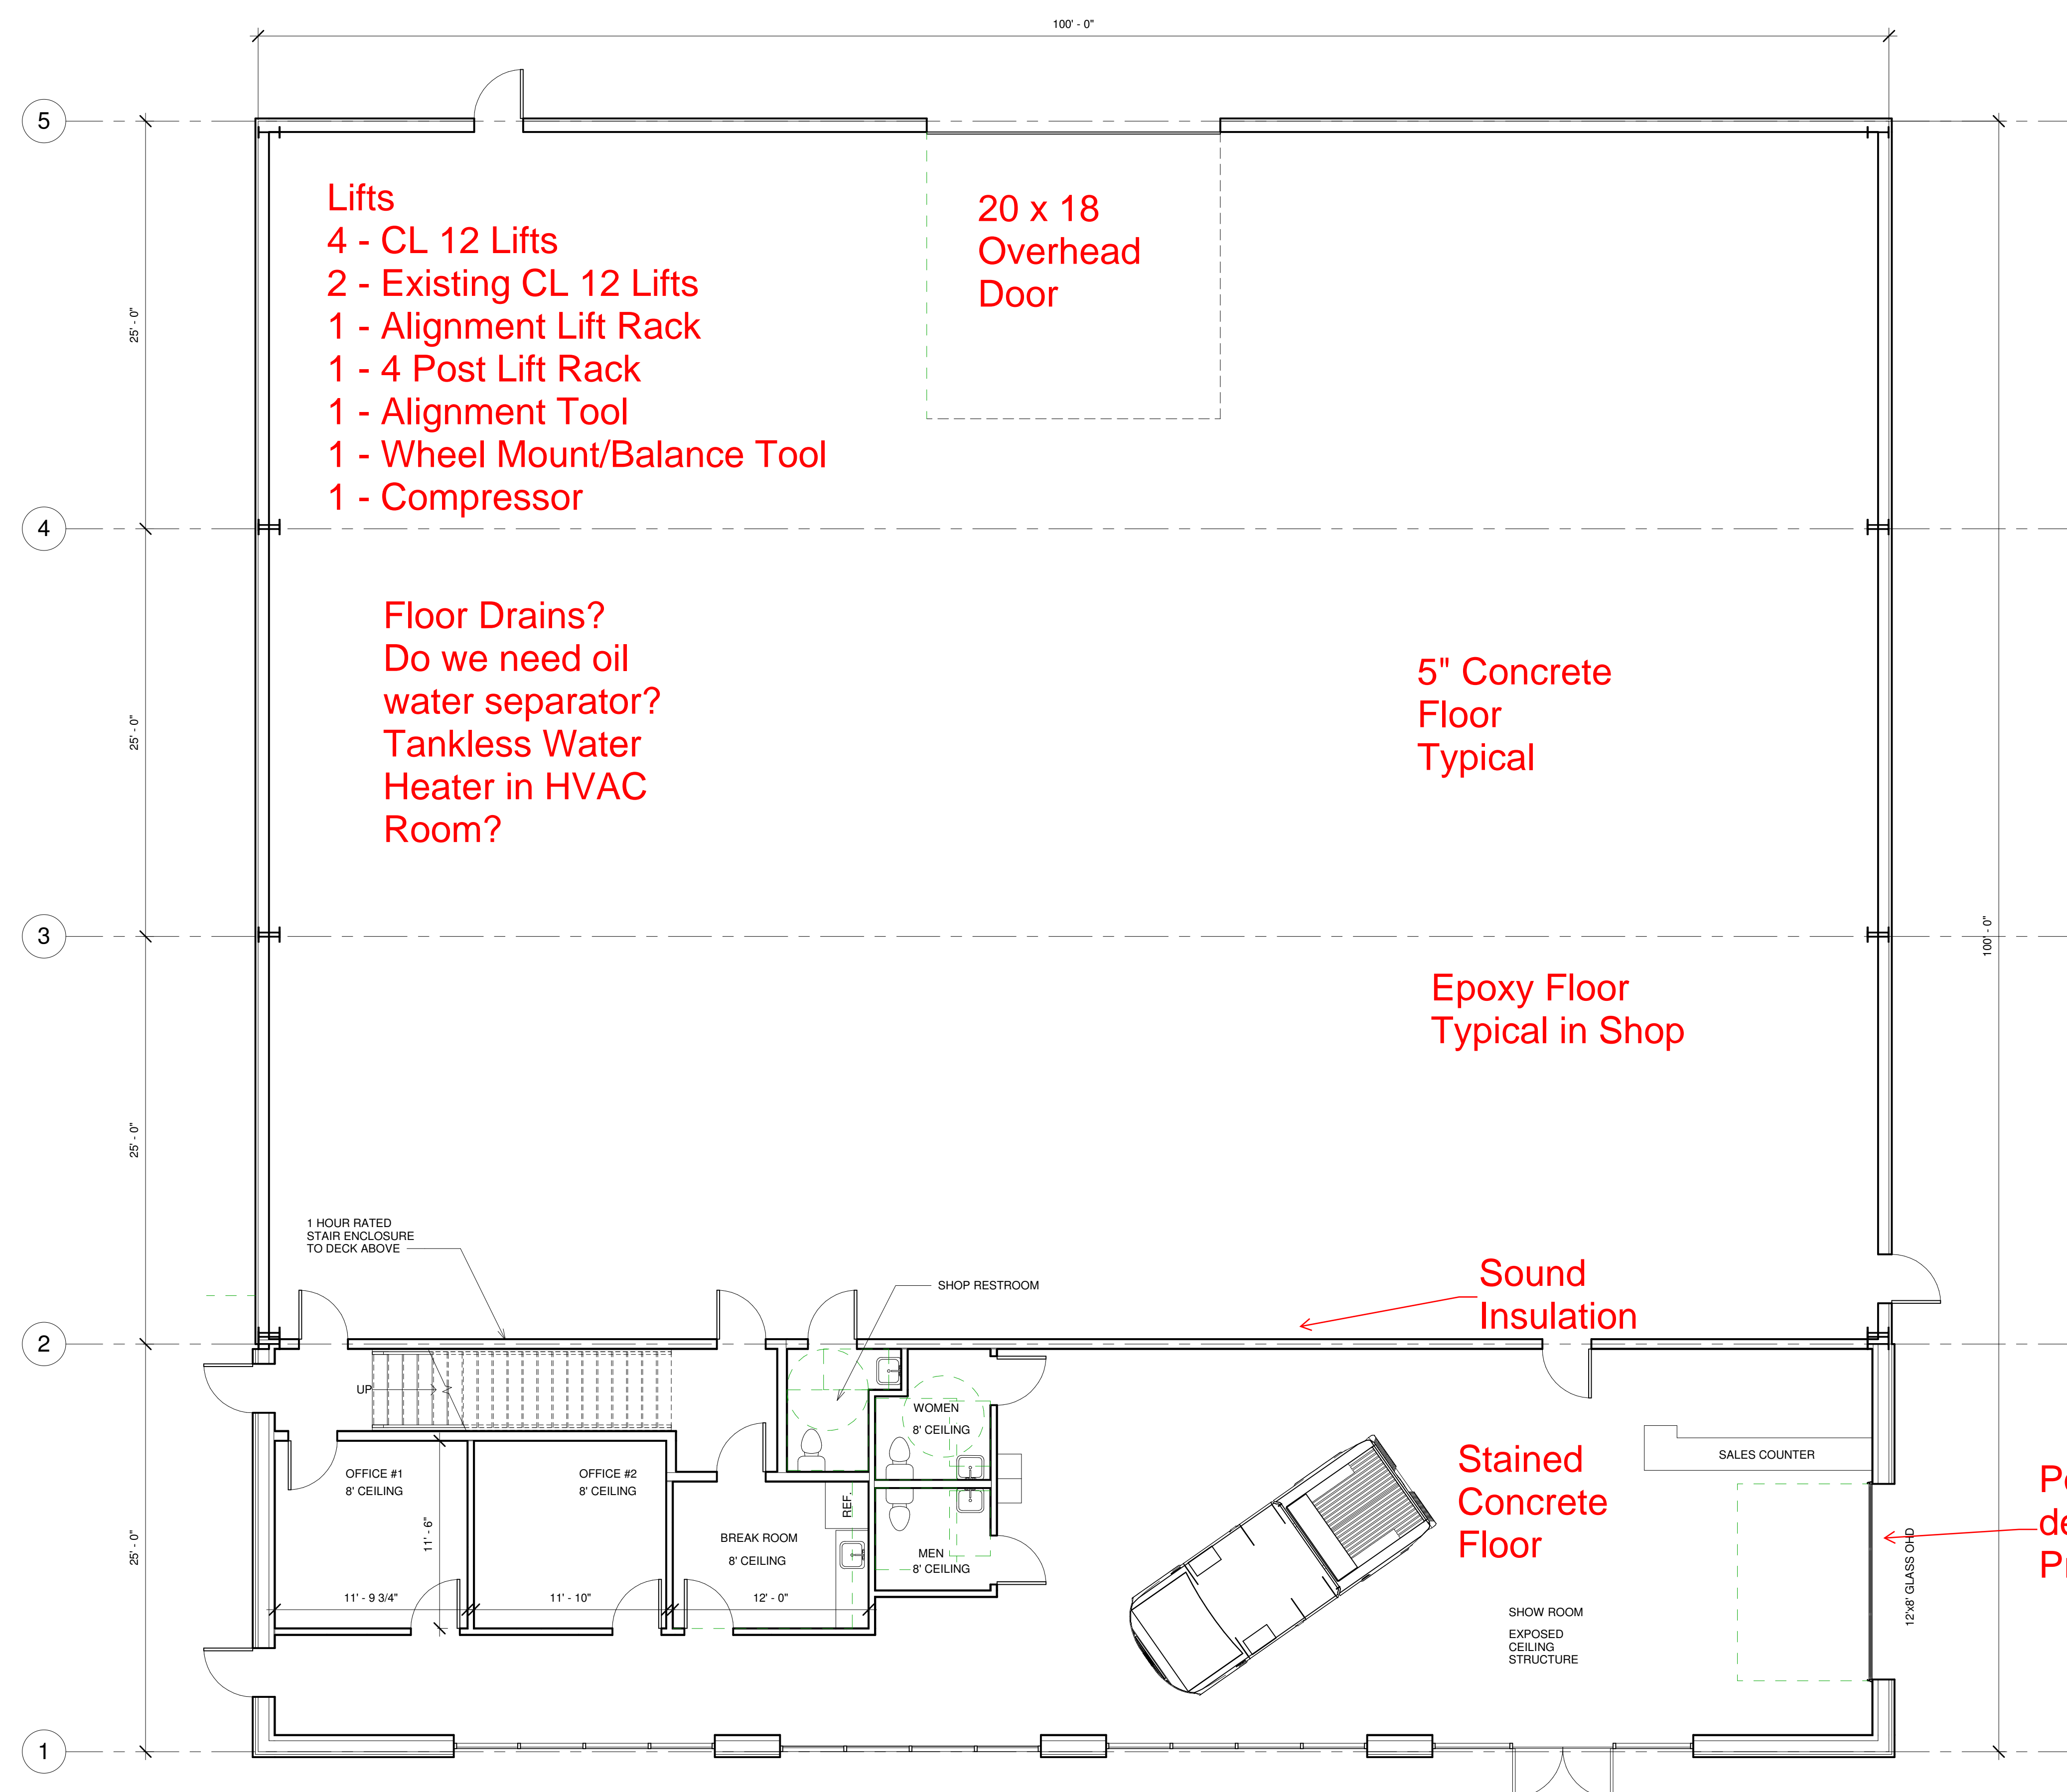 100' - 0"
5
Lifts
4 - CL 12 Lifts
2 - Existing CL 12 Lifts
1 - Alignment Lift Rack
1 - 4 Post Lift Rack
1 - Alignment Tool
1 - Wheel Mount/Balance Tool
1 - Compressor
20 x 18
Overhead
Door
25' - 0"
4
Floor Drains?
Do we need oil
water separator?
Tankless Water
Heater in HVAC
Room?
5" Concrete
Floor
Typical
25' - 0"
3
100' - 0"
Epoxy Floor
Typical in Shop
25' - 0"
1 HOUR RATED
STAIR ENCLOSURE
TO DECK ABOVE
SHOP RESTROOM
Sound
Insulation
2
UP
WOMEN
8' CEILING
OFFICE #1
8' CEILING
OFFICE #2
8' CEILING
REF.
BREAK ROOM
8' CEILING
MEN
8' CEILING
11' - 6"
11' - 9 3/4"
11' - 10"
12' - 0"
25' - 0"
Stained
Concrete
Floor
SALES COUNTER
SHOW ROOM
EXPOSED
CEILING
STRUCTURE
12'x8' GLASS OHD
1